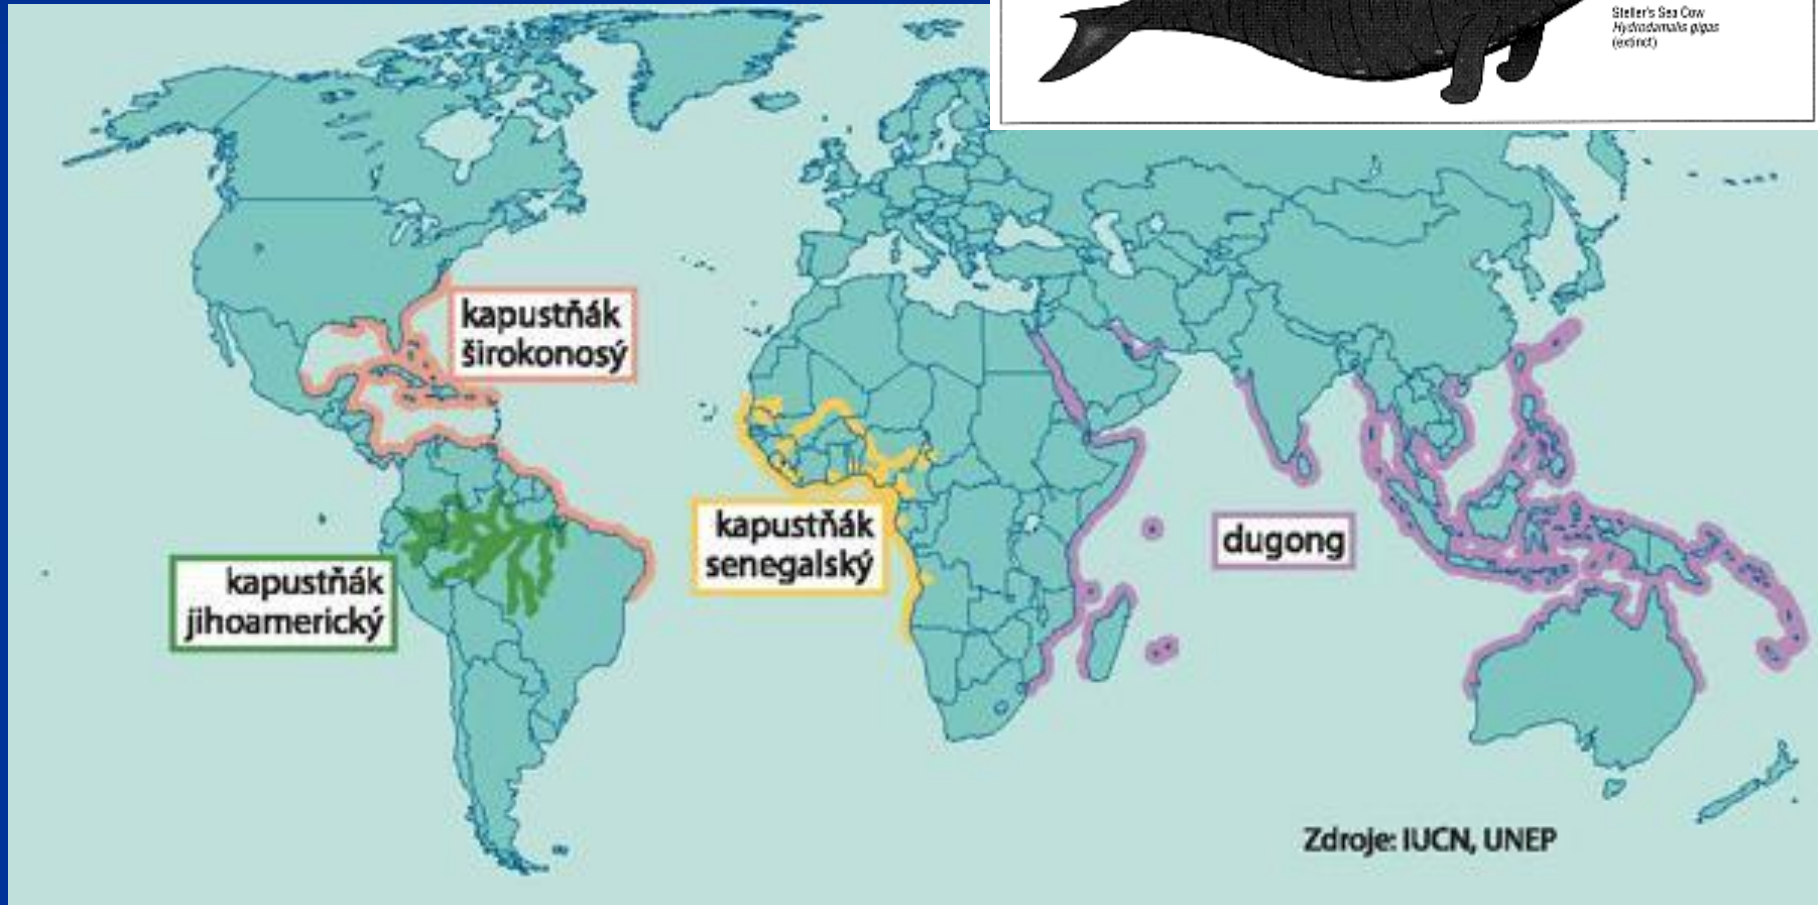 Steller's Sea Cow
Hydrodamalis gigas
(extinct)
kapustňák
širokonosý
kapustňák
senegalský
dugong
kapustňák
jihoamerický
Zdroje: IUCN, UNEP